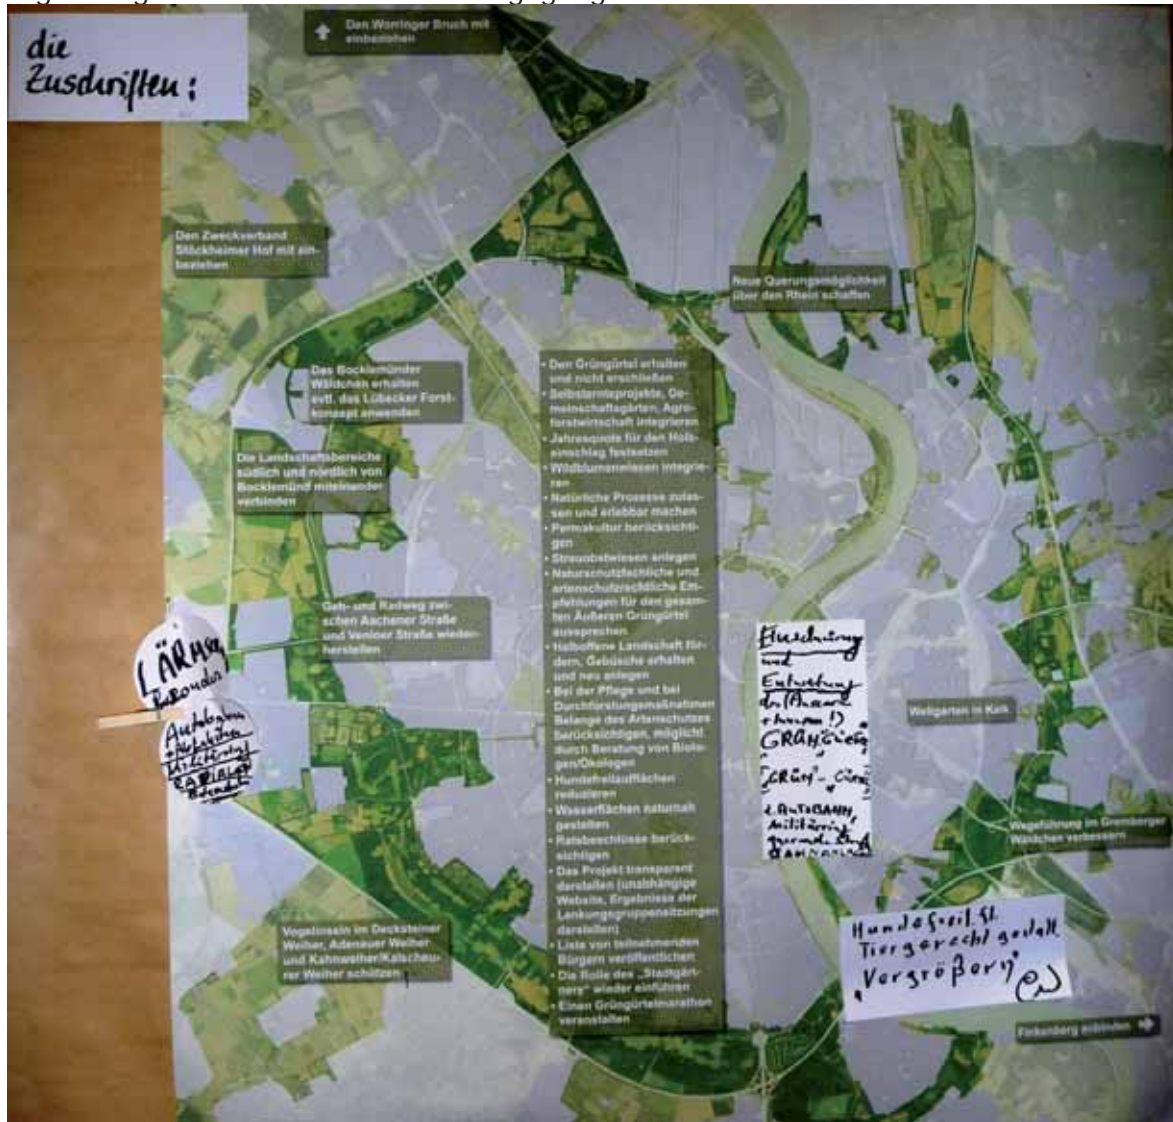 die
Zuschriften:
Den Worringer Bruch mit
einbeziehen
Den Zweckverband
Stöckheimer Hof mit ein-
beziehen
Neue Querungsmöglichkeit
über den Rhein schaffen
Das Bocklemünder
Wäldchen erhalten
evtl. das Lübecker Forst-
konzept anwenden
Die Landschaftsbereiche
südlich und nördlich von
Bocklemünd miteinander
verbinden
• Den Grüngürtel erhalten
und nicht erschließen
• Selbsternteprojekte, Ge-
meinschaftsgärten, Agro-
forstwirtschaft integrieren
• Jahresquote für den Holz-
einschlag festsetzen
• Wildblumenwiesen integrie-
ren
• Natürliche Prozesse zulas-
sen und erlebbar machen
• Permakultur berücksichti-
gen
• Streuobstwiesen anlegen
• Naturschutzfachliche und
artenschutzrechtliche Em-
pfehlungen für den gesam-
ten Äußeren Grüngürtel
aussprechen
• Halboffene Landschaft för-
dern, Gebüsche erhalten
und neu anlegen
• Bei der Pflege und bei
Durchforstungsmaßnahmen
Belange des Artenschutzes
berücksichtigen, möglicht
durch Beratung von Biolo-
gen/Ökologen
• Hundefreilaufflächen
reduzieren
• Wasserflächen naturnah
gestalten
• Ratsbeschlüsse berück-
sichtigen
• Das Projekt transparent
darstellen (unabhängige
Website, Ergebnisse der
Lenkungsgruppensitzungen
darstellen)
• Liste von teilnehmenden
Bürgern veröffentlichen
• Die Rolle des „Stadtgärt-
ners“ wieder einführen
• Einen Grüngürtelmarathon
veranstalten
Geh- und Radweg zwi-
schen Aachener Straße
und Venloer Straße wieder-
herstellen
Autobahn
und
GRÜN
AUTOBAHN,
Militärring
Weltgarten in Kalk
Wegeführung im Gremberger
Wäldchen verbessern
Vogelinseln im Decksteiner
Weiher, Adenauer Weiher
und Kahnweiher/Kalscheu-
rer Weiher schützen
Hundefreil.fl.
Tiergerecht gestalt.
"Vergrößern"
Finkenberg anbinden